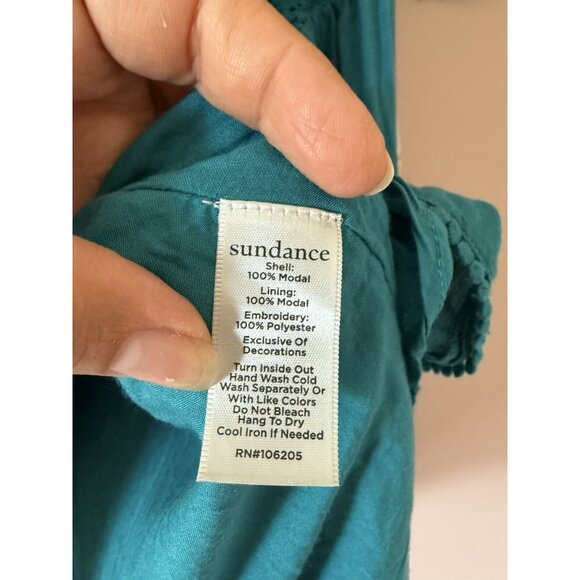 sundance
Shell:
100% Modal
Lining:
100% Modal
Embroidery:
100% Polyester
Exclusive Of
Decorations
Turn Inside Out
Hand Wash Cold
Wash Separately Or
With Like Colors
Do Not Bleach
Hang To Dry
Cool Iron If Needed
RN#106205